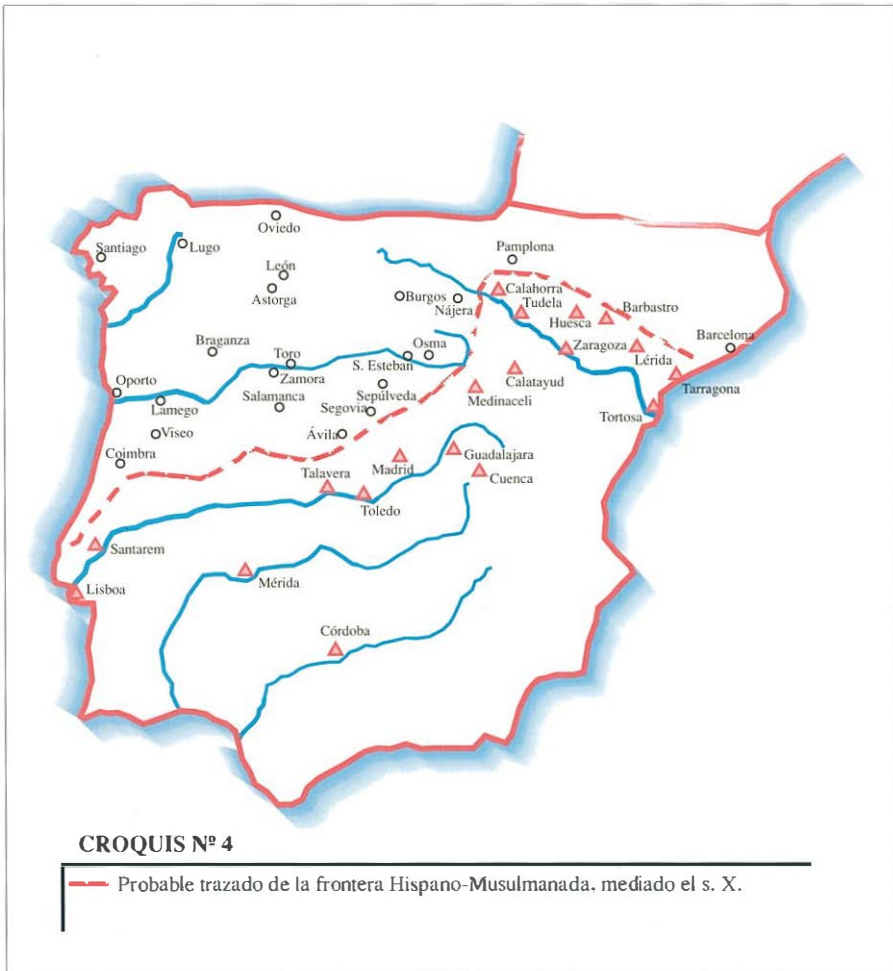 Oviedo
Santiago
Lugo
Pamplona
León
Astorga
Calahorra
Burgos
Nájera
Tudela
Barbastro
Huesca
Barcelona
Braganza
Toro
Osma
S. Esteban
Zaragoza
Lérida
Zamora
Calatayud
Oporto
Tarragona
Salamanca
Sepúlveda
Medinaceli
Lamego
Segovia
Tortosa
Viseo
Ávila
Coimbra
Madrid
Guadalajara
Talavera
Cuenca
Toledo
Santarem
Mérida
Lisboa
Córdoba
CROQUIS Nº 4
Probable trazado de la frontera Hispano-Musulmanada. mediado el s. X.